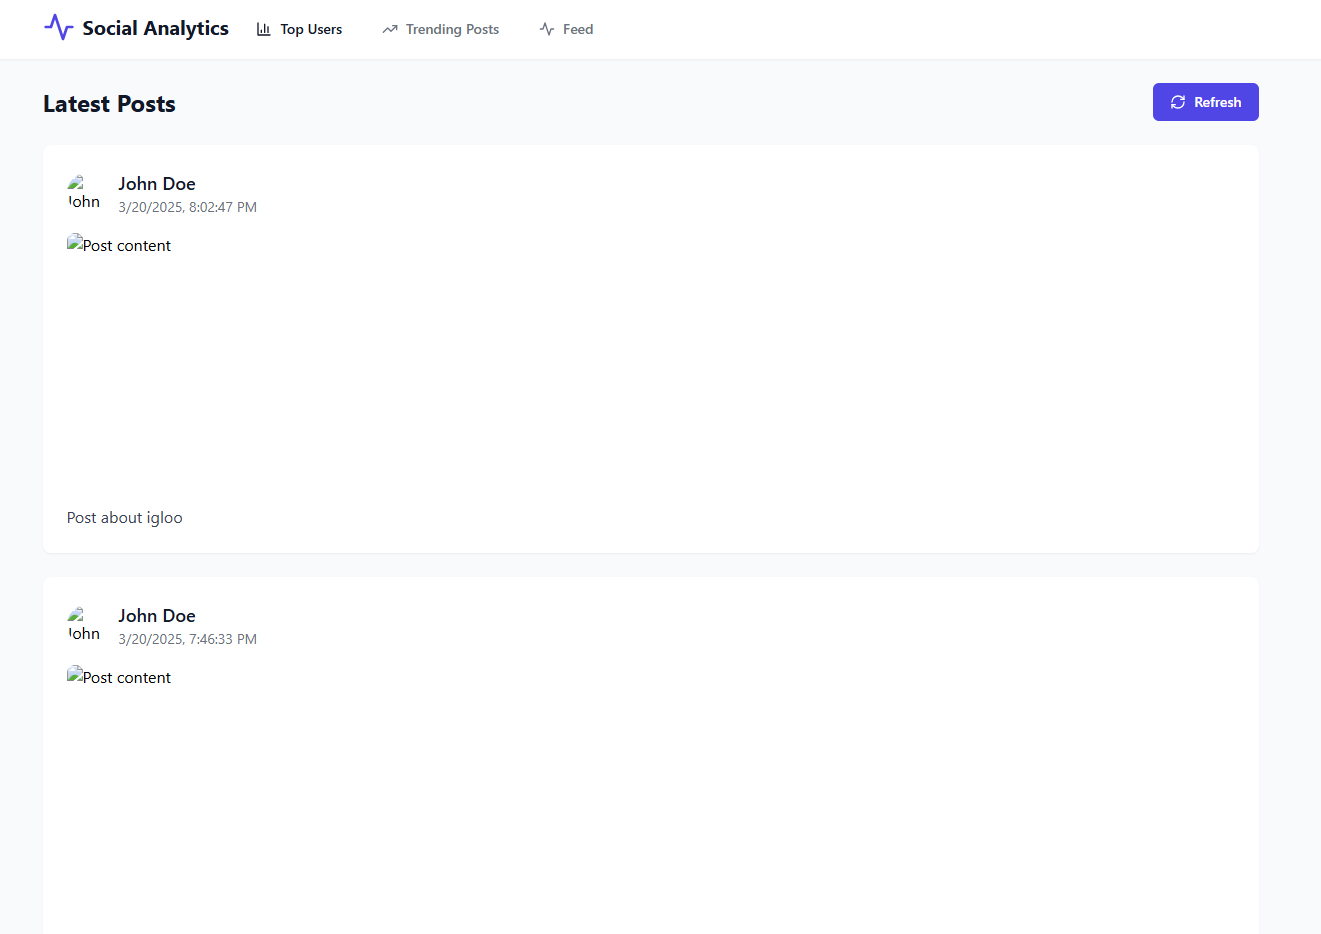 Social Analytics
Top Users
Trending Posts
Feed
Latest Posts
Refresh
John Doe
John
3/20/2025, 8:02:47 PM
Post content
Post about igloo
John Doe
John
3/20/2025, 7:46:33 PM
Post content